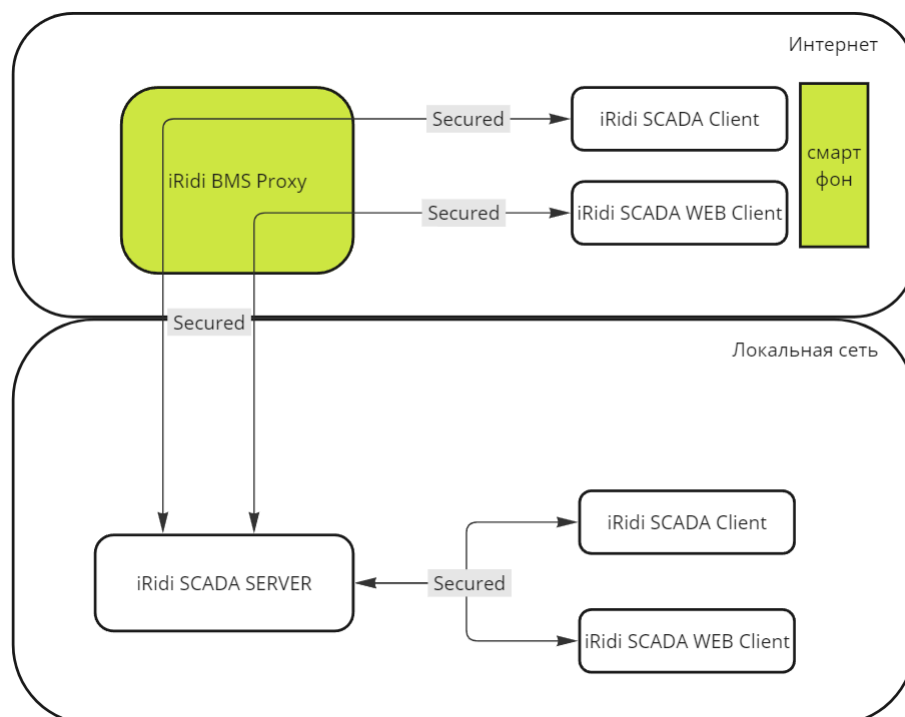 Интернет
Secured
iRidi SCADA Client
смарт
фон
iRidi BMS Proxy
Secured
iRidi SCADA WEB Client
Secured
Локальная сеть
iRidi SCADA Client
iRidi SCADA SERVER
Secured
iRidi SCADA WEB Client